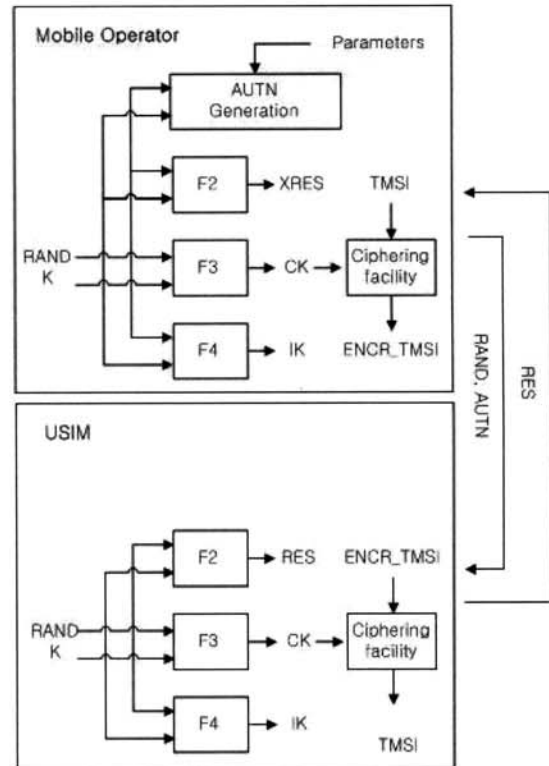 Mobile Operator
Parameters
AUTN
Generation
F2
XRES
TMSI
RAND
K
F3
CK
Ciphering
facility
F4
IK
ENCR_TMSI
RAND, AUTN
RES
USIM
F2
RES
ENCR_TMSI
RAND
K
F3
CK
Ciphering
facility
F4
IK
TMSI